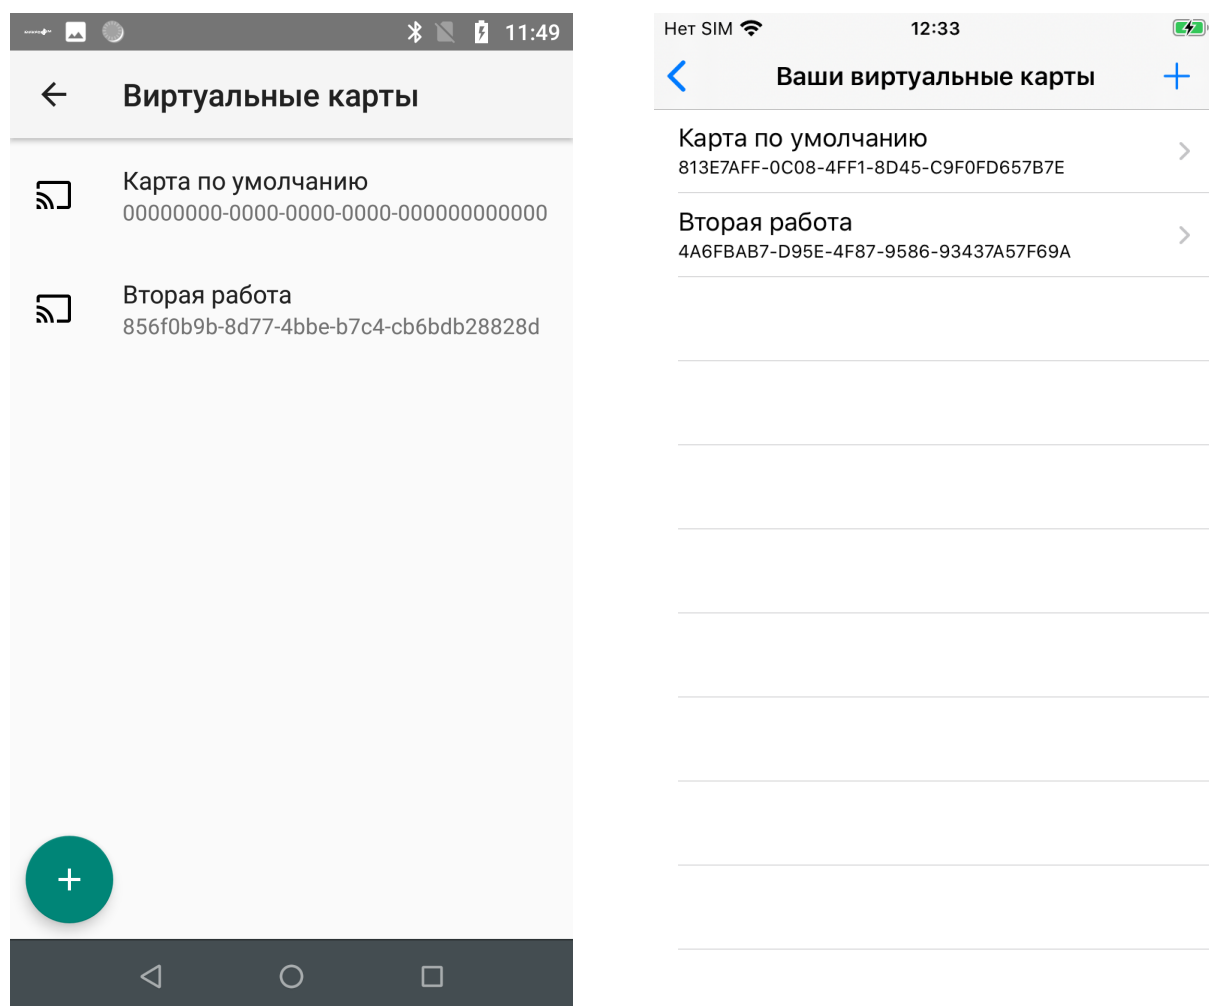 11:49
Виртуальные карты
Карта по умолчанию
00000000-0000-0000-0000-000000000000
Вторая работа
856f0b9b-8d77-4bbe-b7c4-cb6bdb28828d
Нет SIM 12:33
Ваши виртуальные карты
Карта по умолчанию
813E7AFF-0C08-4FF1-8D45-C9F0FD657B7E
Вторая работа
4A6FBAB7-D95E-4F87-9586-93437A57F69A